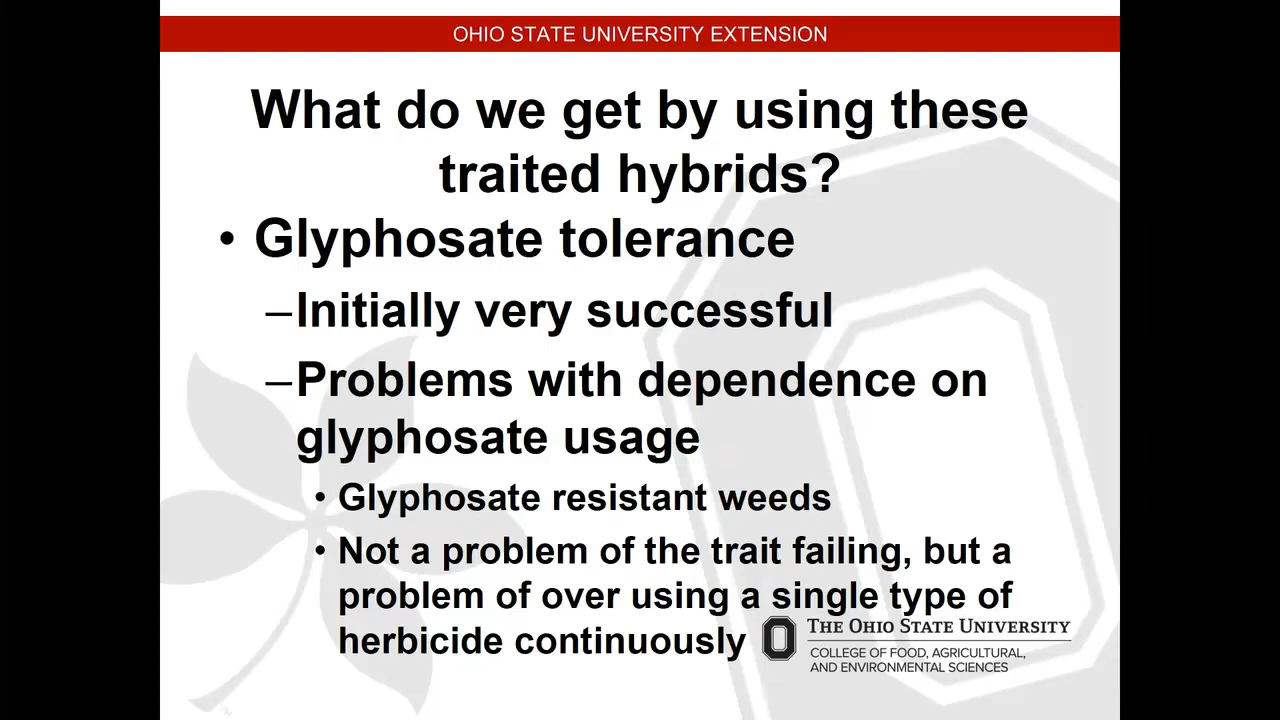 OHIO STATE UNIVERSITY EXTENSION
What do we get by using these
traited hybrids?
• Glyphosate tolerance
–Initially very successful
–Problems with dependence on
glyphosate usage
• Glyphosate resistant weeds
• Not a problem of the trait failing, but a
problem of over using a single type of
herbicide continuously
THE OHIO STATE UNIVERSITY
COLLEGE OF FOOD, AGRICULTURAL,
AND ENVIRONMENTAL SCIENCES